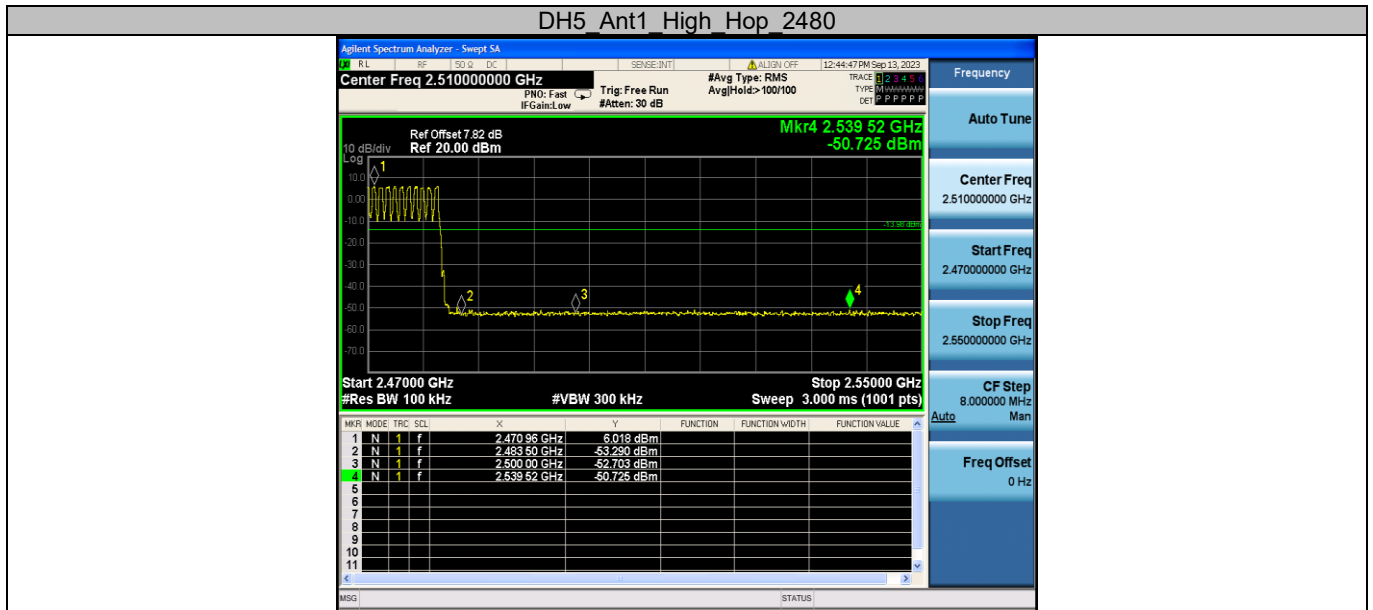 DH5_Ant1_High_Hop_2480
Agilent Spectrum Analyzer - Swept SA
RL RF 50 Ω DC SENSE:INT ALIGN OFF 12:44:47 PM Sep 13, 2023
Center Freq 2.510000000 GHz
PNO: Fast
IFGain:Low
Trig: Free Run
#Atten: 30 dB
#Avg Type: RMS
Avg|Hold:>100/100
TRACE 1 2 3 4 5 6
TYPE M
DET P P P P P P
Mkr4 2.539 52 GHz
-50.725 dBm
Ref Offset 7.82 dB
10 dB/div Ref 20.00 dBm
Log
10.0
0.00
-10.0
-20.0
-30.0
-40.0
-50.0
-60.0
-70.0
1
2
3
4
-13.98 dBm
Start 2.47000 GHz Stop 2.55000 GHz
#Res BW 100 kHz #VBW 300 kHz Sweep 3.000 ms (1001 pts)
MKR MODE TRC SCL X Y FUNCTION FUNCTION WIDTH FUNCTION VALUE
1 N 1 f 2.470 96 GHz 6.018 dBm
2 N 1 f 2.483 50 GHz -53.290 dBm
3 N 1 f 2.500 00 GHz -52.703 dBm
4 N 1 f 2.539 52 GHz -50.725 dBm
5
6
7
8
9
10
11
MSG STATUS
Frequency
Auto Tune
Center Freq
2.510000000 GHz
Start Freq
2.470000000 GHz
Stop Freq
2.550000000 GHz
CF Step
8.000000 MHz
Auto Man
Freq Offset
0 Hz